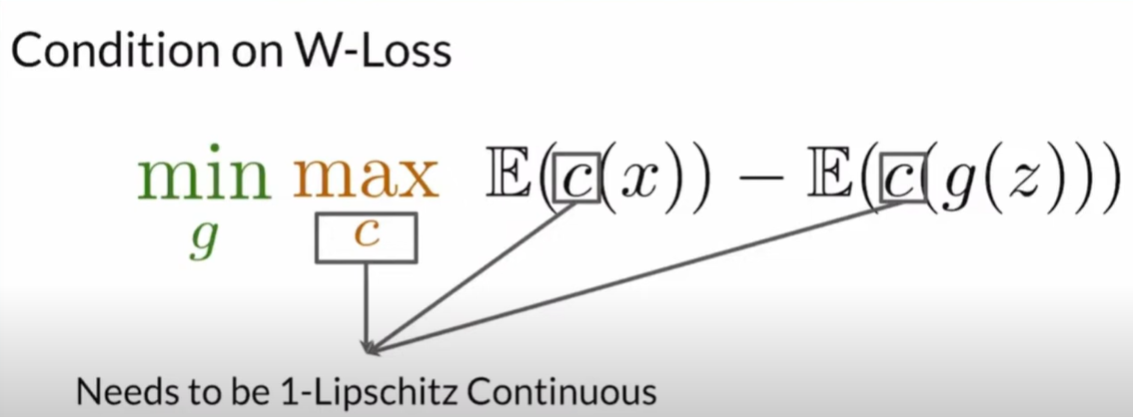 Condition on W-Loss
min max 𝔼(c(x)) − 𝔼(c(g(z)))
g c
Needs to be 1-Lipschitz Continuous